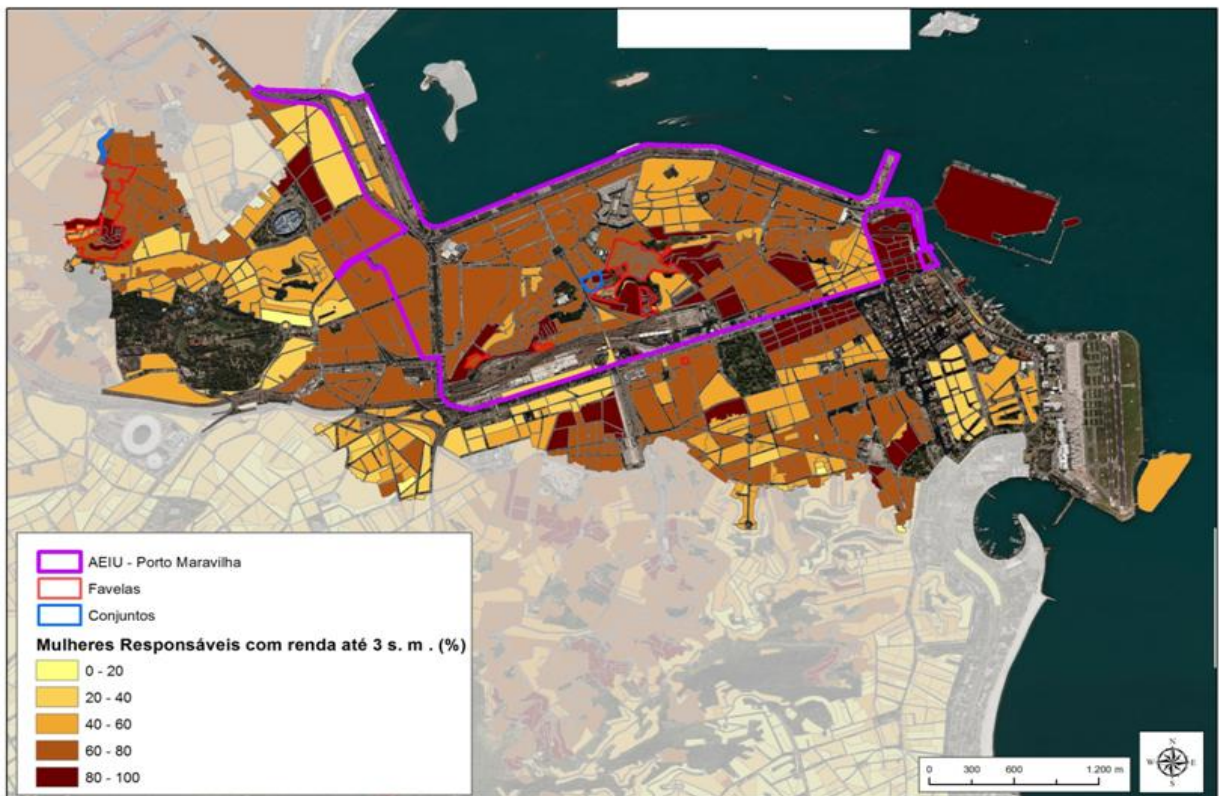 AEIU - Porto Maravilha
Favelas
Conjuntos
Mulheres Responsáveis com renda até 3 s. m . (%)
0 - 20
20 - 40
40 - 60
60 - 80
80 - 100
0 300 600 1.200 m
N
W E
S